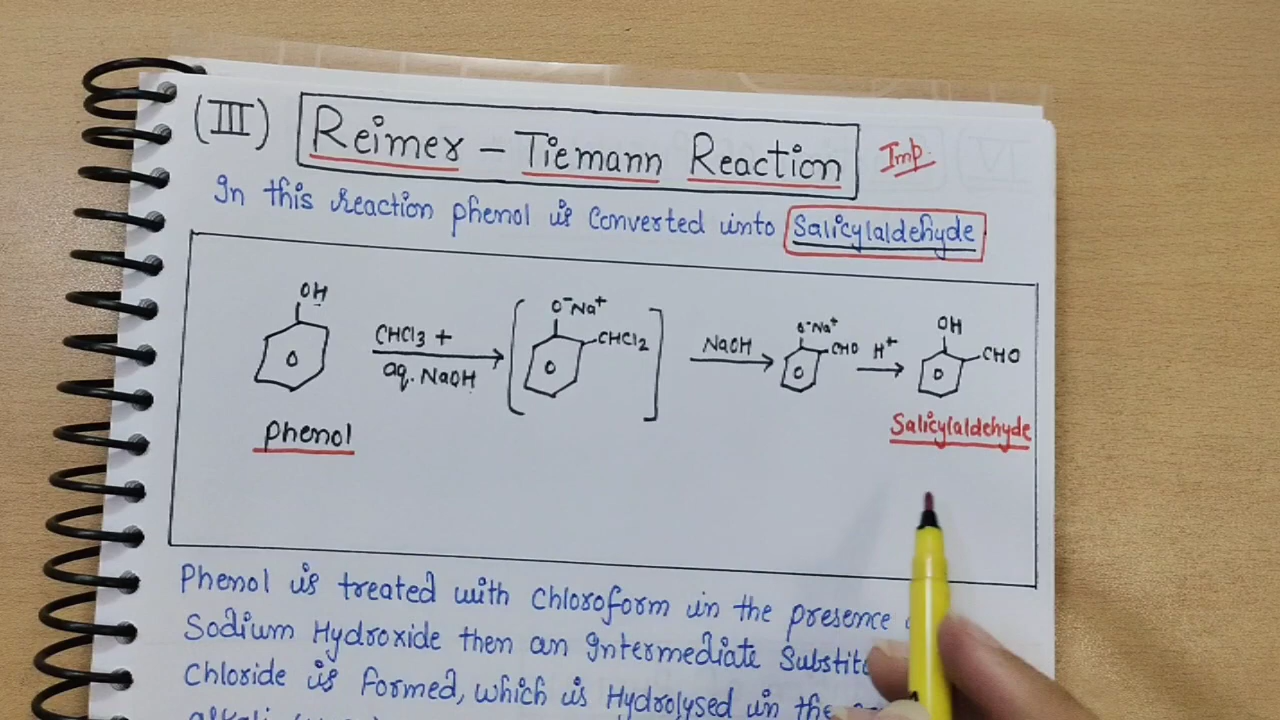 (III) Reimer - Tiemann Reaction Imp.
In this reaction phenol is converted into Salicylaldehyde
OH
CHCl3 +
aq. NaOH
O⁻Na⁺
CHCl2
NaOH
O⁻Na⁺
CHO
H⁺
OH
CHO
Phenol
Salicylaldehyde
Phenol is treated with chloroform in the presence
Sodium Hydroxide then an Intermediate
Chloride is formed, which is Hydrolysed in the